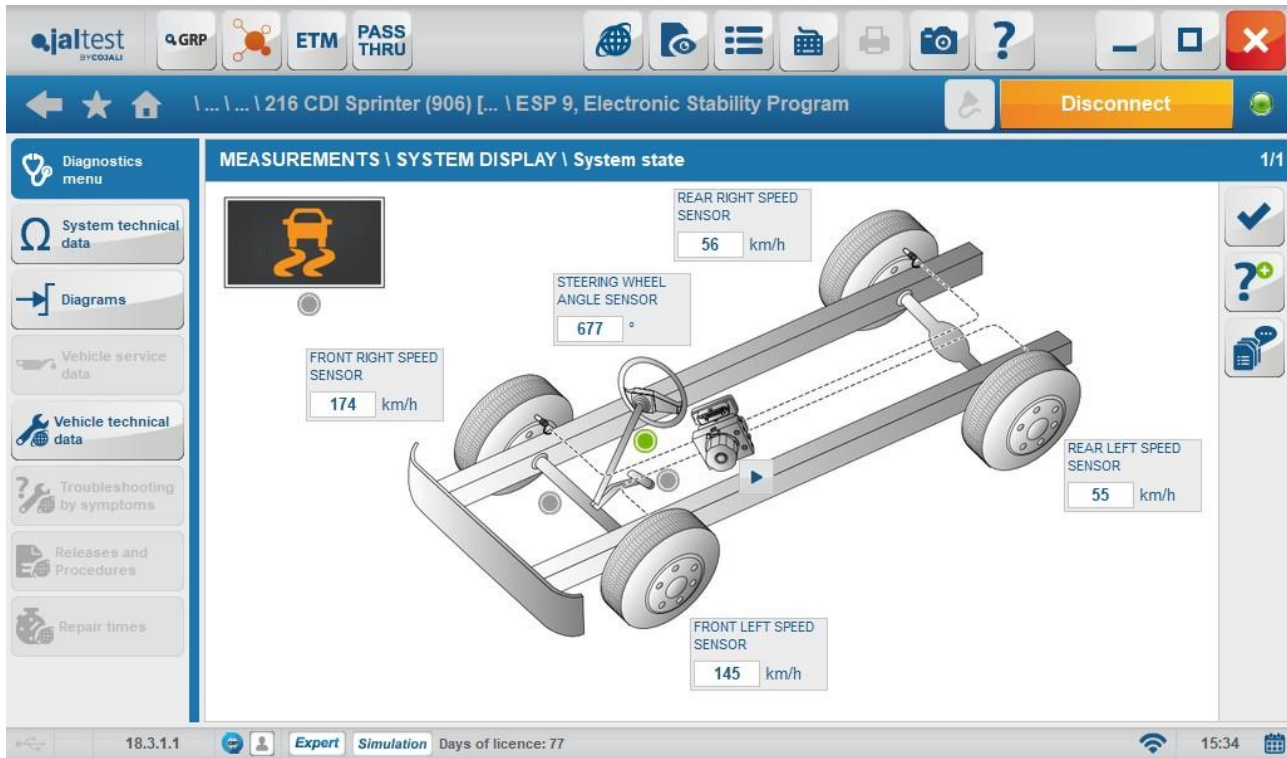 jaltest
BY COJALI
GRP
ETM
PASS
THRU
?
\ ... \ ... \ 216 CDI Sprinter (906) [... \ ESP 9, Electronic Stability Program
Disconnect
Diagnostics
menu
System technical
data
Diagrams
Vehicle service
data
Vehicle technical
data
Troubleshooting
by symptoms
Releases and
Procedures
Repair times
MEASUREMENTS \ SYSTEM DISPLAY \ System state
1/1
REAR RIGHT SPEED
SENSOR
56 km/h
STEERING WHEEL
ANGLE SENSOR
677 °
FRONT RIGHT SPEED
SENSOR
174 km/h
REAR LEFT SPEED
SENSOR
55 km/h
FRONT LEFT SPEED
SENSOR
145 km/h
18.3.1.1
Expert
Simulation
Days of licence: 77
15:34